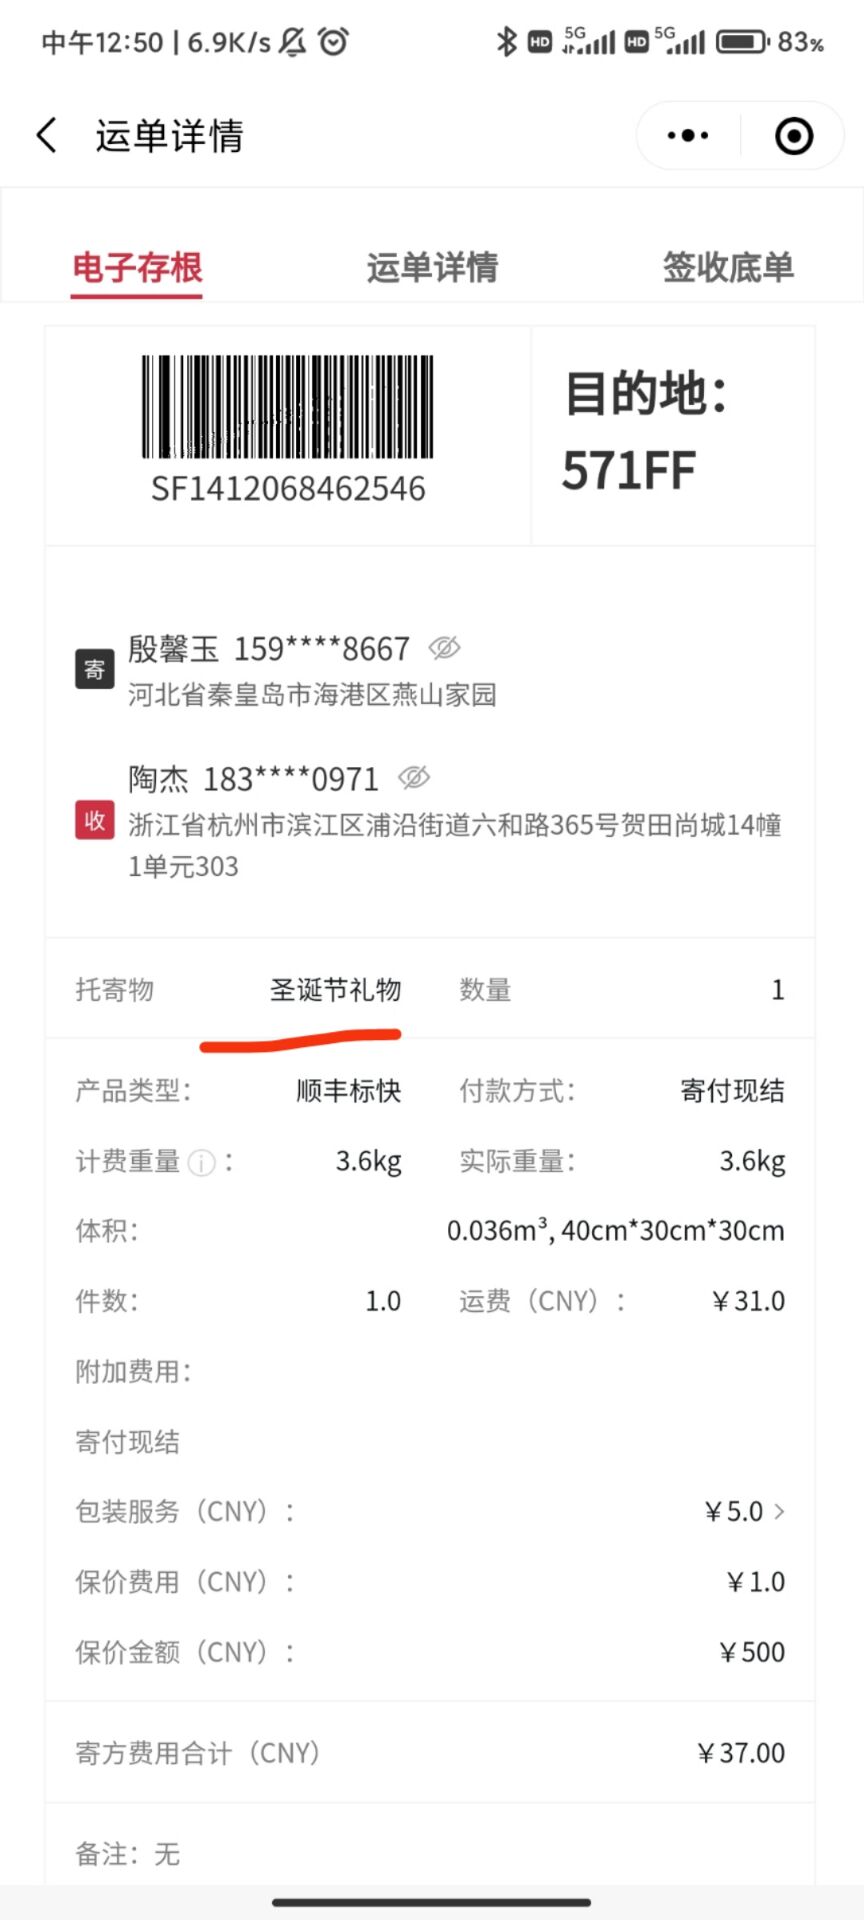 中午12:50 | 6.9K/s HD 5G HD 5G 83%
运单详情
电子存根 运单详情 签收底单
SF1412068462546
目的地：
571FF
寄 殷馨玉 159****8667
河北省秦皇岛市海港区燕山家园
收 陶杰 183****0971
浙江省杭州市滨江区浦沿街道六和路365号贺田尚城14幢
1单元303
托寄物 圣诞节礼物 数量 1
产品类型： 顺丰标快 付款方式： 寄付现结
计费重量 ： 3.6kg 实际重量： 3.6kg
体积： 0.036m³, 40cm*30cm*30cm
件数： 1.0 运费（CNY）： ￥31.0
附加费用：
寄付现结
包装服务（CNY）： ￥5.0
保价费用（CNY）： ￥1.0
保价金额（CNY）： ￥500
寄方费用合计（CNY） ￥37.00
备注：无